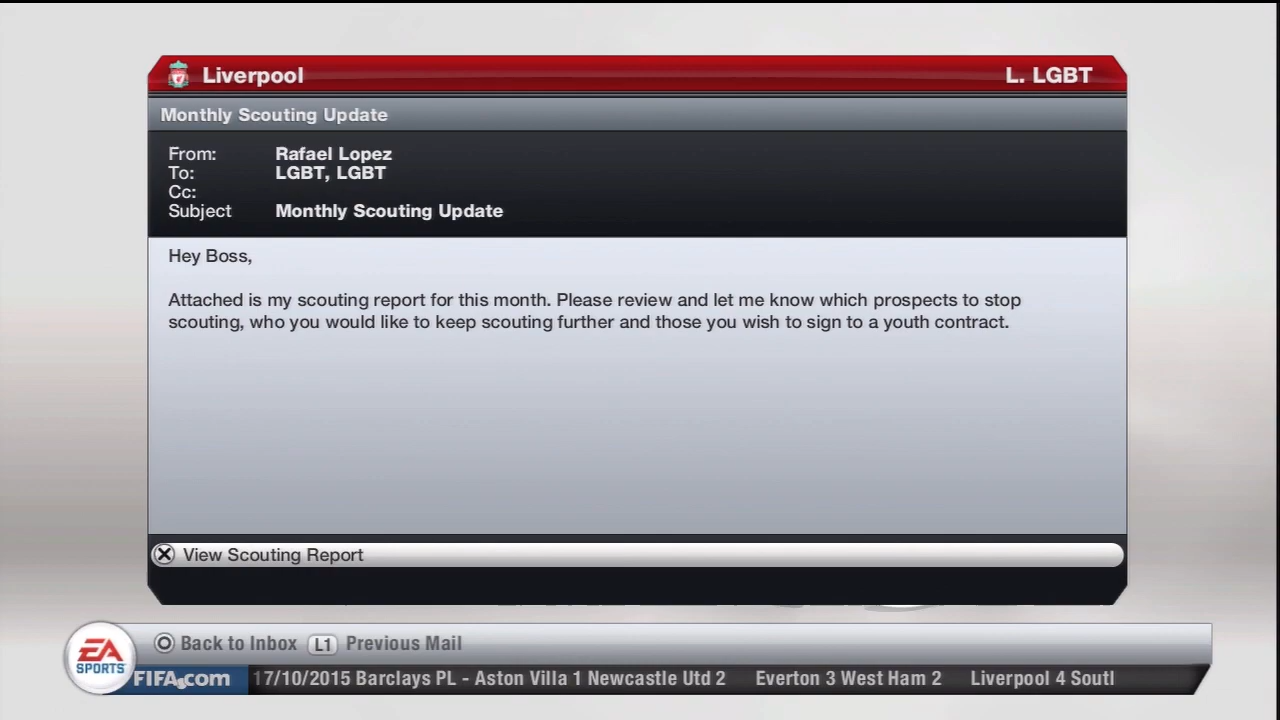 Liverpool L. LGBT
Monthly Scouting Update
From: Rafael Lopez
To: LGBT, LGBT
Cc:
Subject Monthly Scouting Update
Hey Boss,
Attached is my scouting report for this month. Please review and let me know which prospects to stop
scouting, who you would like to keep scouting further and those you wish to sign to a youth contract.
View Scouting Report
Back to Inbox L1 Previous Mail
EA
SPORTS
FIFA.com 17/10/2015 Barclays PL - Aston Villa 1 Newcastle Utd 2 Everton 3 West Ham 2 Liverpool 4